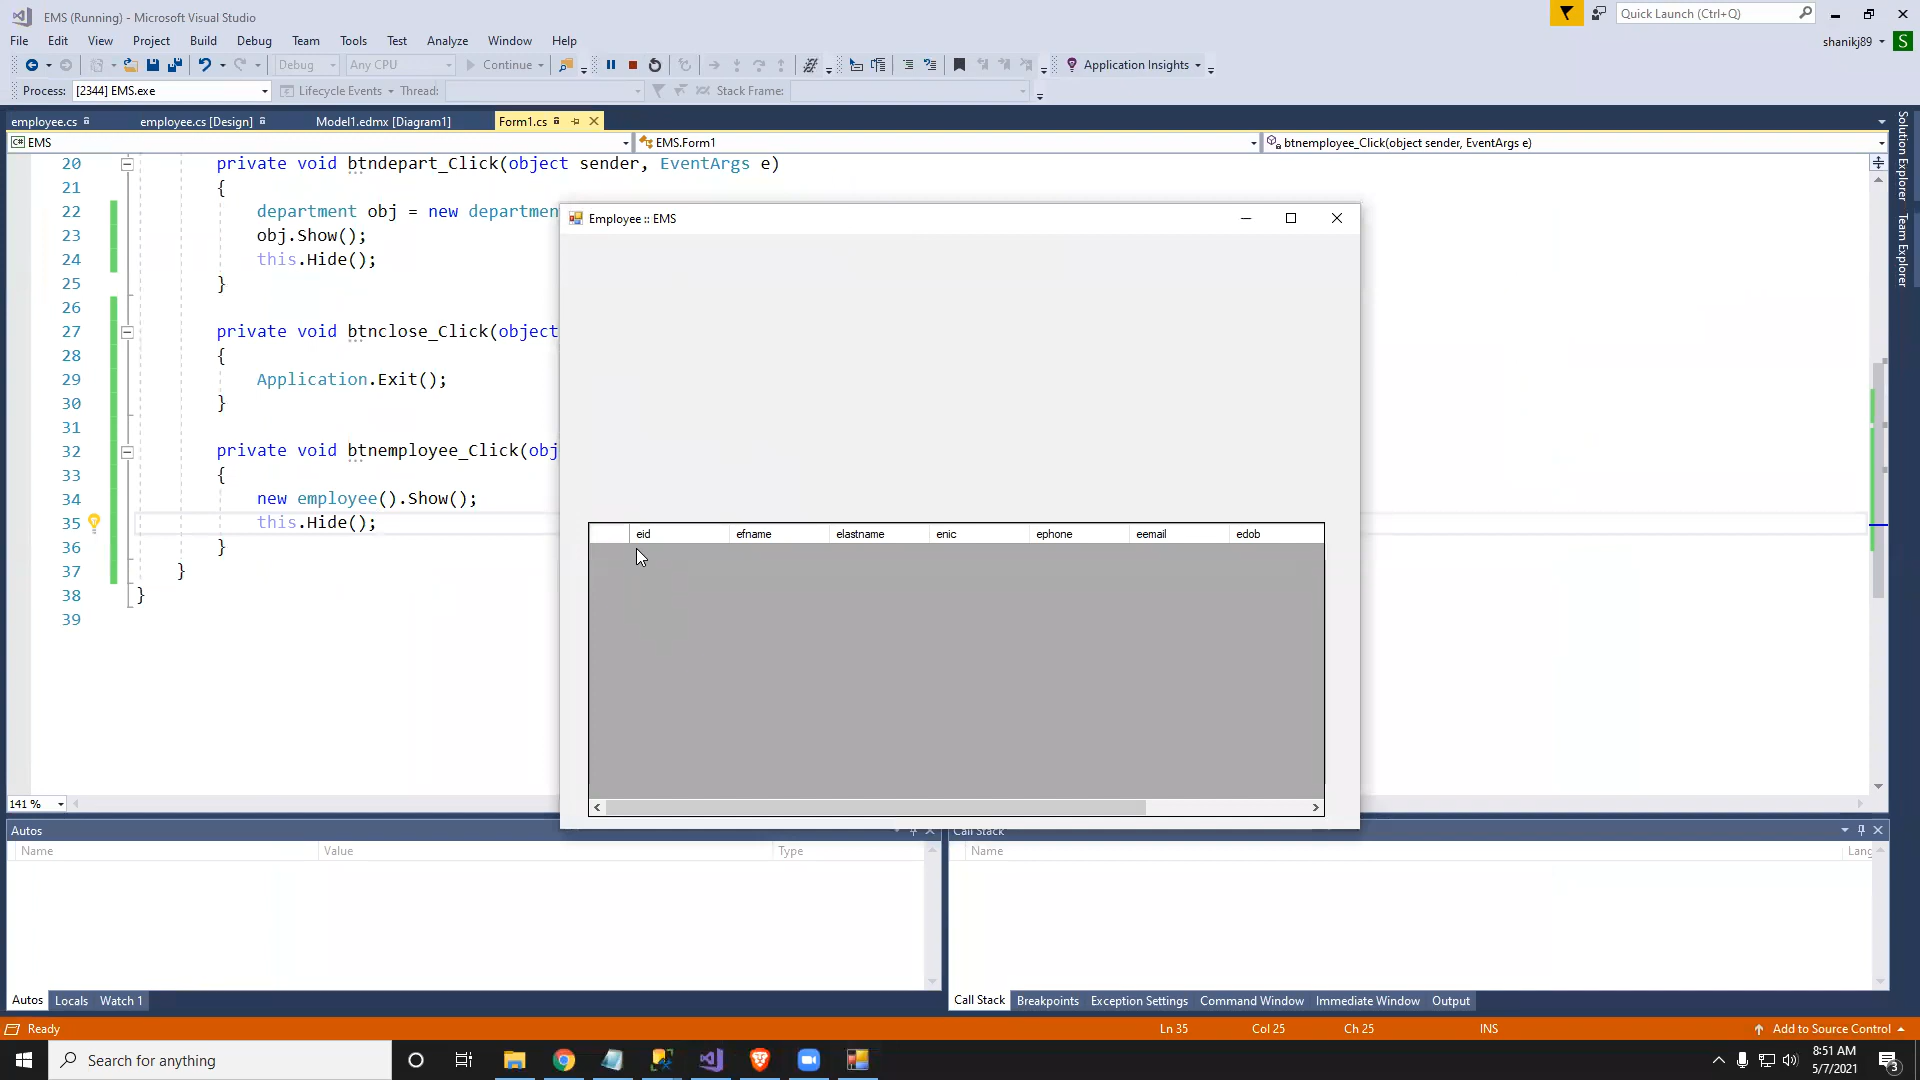 EMS (Running) - Microsoft Visual Studio
Quick Launch (Ctrl+Q)
File Edit View Project Build Debug Team Tools Test Analyze Window Help
shanikj89 S
Debug Any CPU Continue Application Insights
Process: [2344] EMS.exe Lifecycle Events Thread: Stack Frame:
employee.cs employee.cs [Design] Model1.edmx [Diagram1] Form1.cs
C# EMS EMS.Form1 btnemployee_Click(object sender, EventArgs e)
Solution Explorer
Team Explorer
20 private void btndepart_Click(object sender, EventArgs e)
21 {
22 department obj = new departmen
23 obj.Show();
24 this.Hide();
25 }
26
27 private void btnclose_Click(object
28 {
29 Application.Exit();
30 }
31
32 private void btnemployee_Click(obj
33 {
34 new employee().Show();
35 this.Hide();
36 }
37 }
38 }
39
Employee :: EMS
eid efname elastname enic ephone eemail edob
141 %
Autos
Name Value Type
Call Stack
Name Lang
Autos Locals Watch 1
Call Stack Breakpoints Exception Settings Command Window Immediate Window Output
Ready Ln 35 Col 25 Ch 25 INS Add to Source Control
Search for anything
8:51 AM
5/7/2021
3